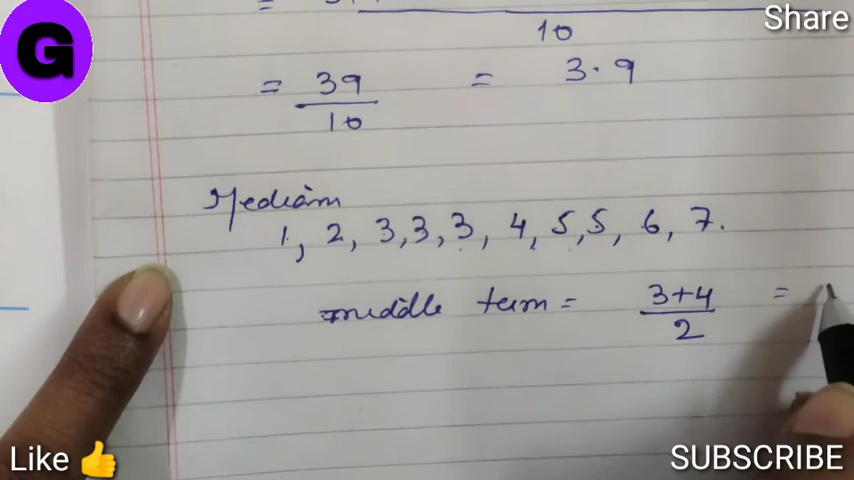 Share
G
10
= 39/10 = 3.9
Median
1, 2, 3,3,3, 4, 5,5, 6, 7.
middle term = 3+4/2 =
Like 👍
SUBSCRIBE